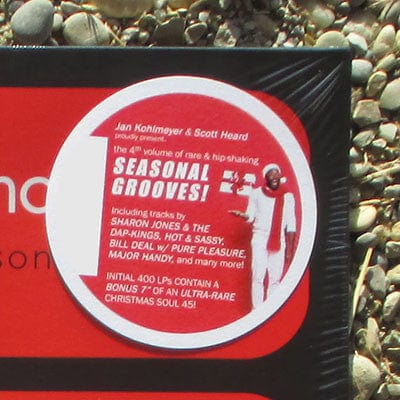 Jan Kohlmeyer & Scott Heard
proudly present..
the 4th volume of rare & hip-shaking
SEASONAL
GROOVES!
Including tracks by
SHARON JONES & THE
DAP-KINGS, HOT & SASSY,
BILL DEAL w/ PURE PLEASURE,
MAJOR HANDY, and many more!
INITIAL 400 LPs CONTAIN A
BONUS 7" OF AN ULTRA-RARE
CHRISTMAS SOUL 45!